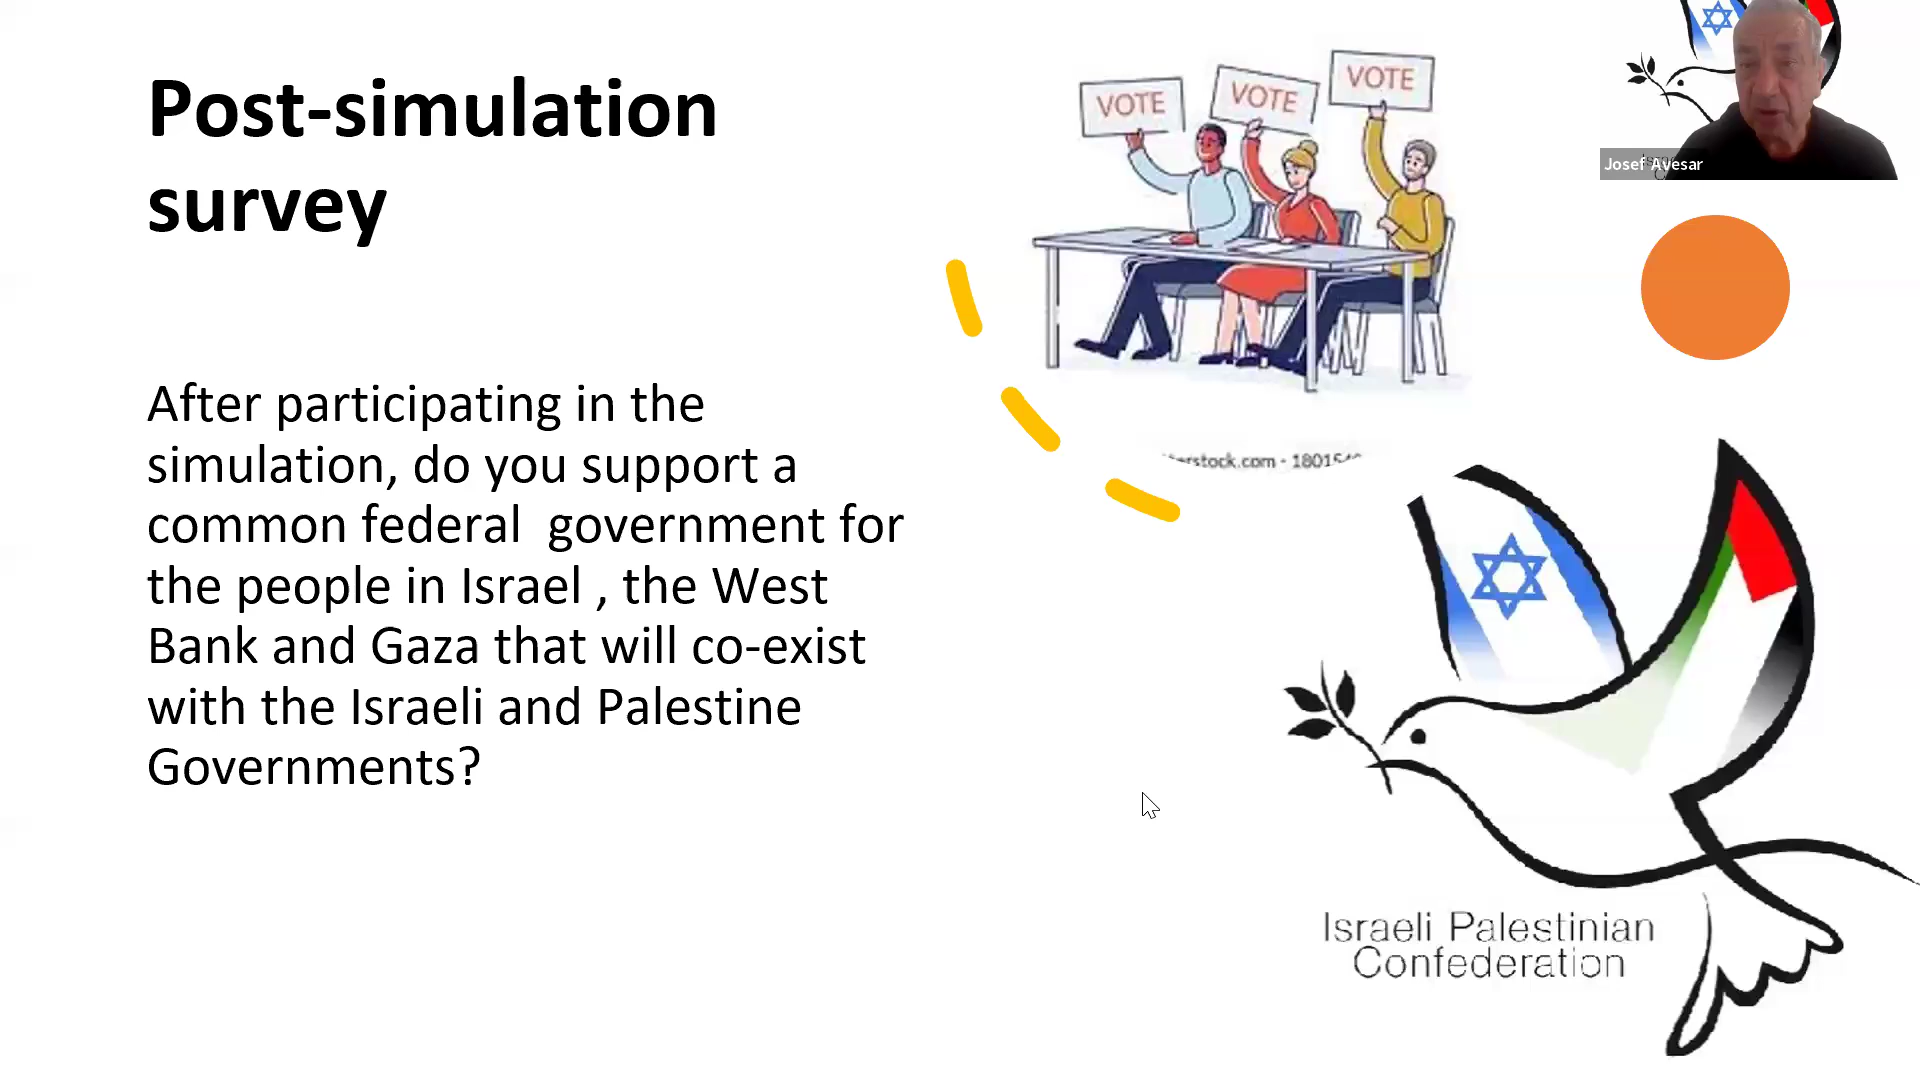 Post-simulation
survey
After participating in the
simulation, do you support a
common federal  government for
the people in Israel , the West
Bank and Gaza that will co-exist
with the Israeli and Palestine
Governments?
VOTE
VOTE
VOTE
Josef Avesar
Israeli Palestinian
Confederation